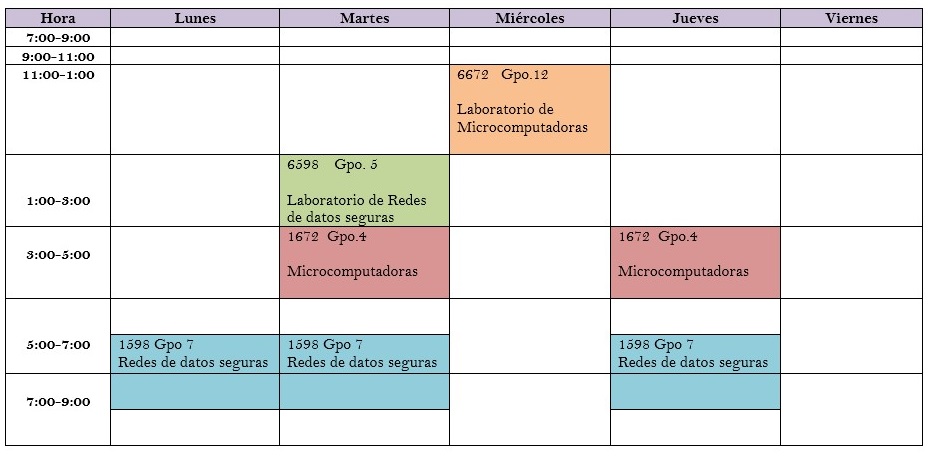 Hora Lunes Martes Miércoles Jueves Viernes
7:00-9:00
9:00-11:00
11:00-1:00
6672 Gpo.12
Laboratorio de
Microcomputadoras
1:00-3:00
6598 Gpo. 5
Laboratorio de Redes
de datos seguras
3:00-5:00
1672 Gpo.4
Microcomputadoras
1672 Gpo.4
Microcomputadoras
5:00-7:00
1598 Gpo 7
Redes de datos seguras
1598 Gpo 7
Redes de datos seguras
1598 Gpo 7
Redes de datos seguras
7:00-9:00